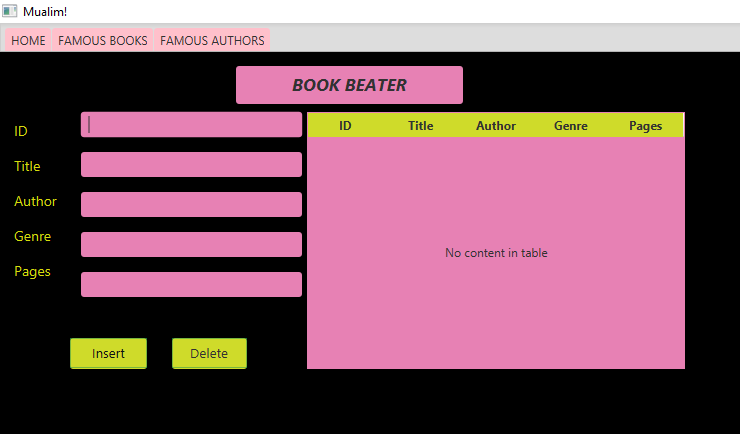 Mualim!
HOME FAMOUS BOOKS FAMOUS AUTHORS
BOOK BEATER
ID
Title
Author
Genre
Pages
Insert Delete
ID Title Author Genre Pages
No content in table